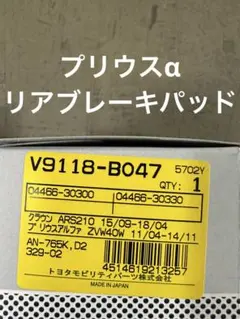 プリウスα
リアブレーキパッド
V9118-B047 5702Y
QTY: 1
04466-30300 04466-30330
クラウン ARS210 15/09-18/04
プリウスアルファ ZVW40W 11/04-14/11
AN-765K,D2
329-02
4514819213257
トヨタモビリティパーツ株式会社
MADE IN JAPAN